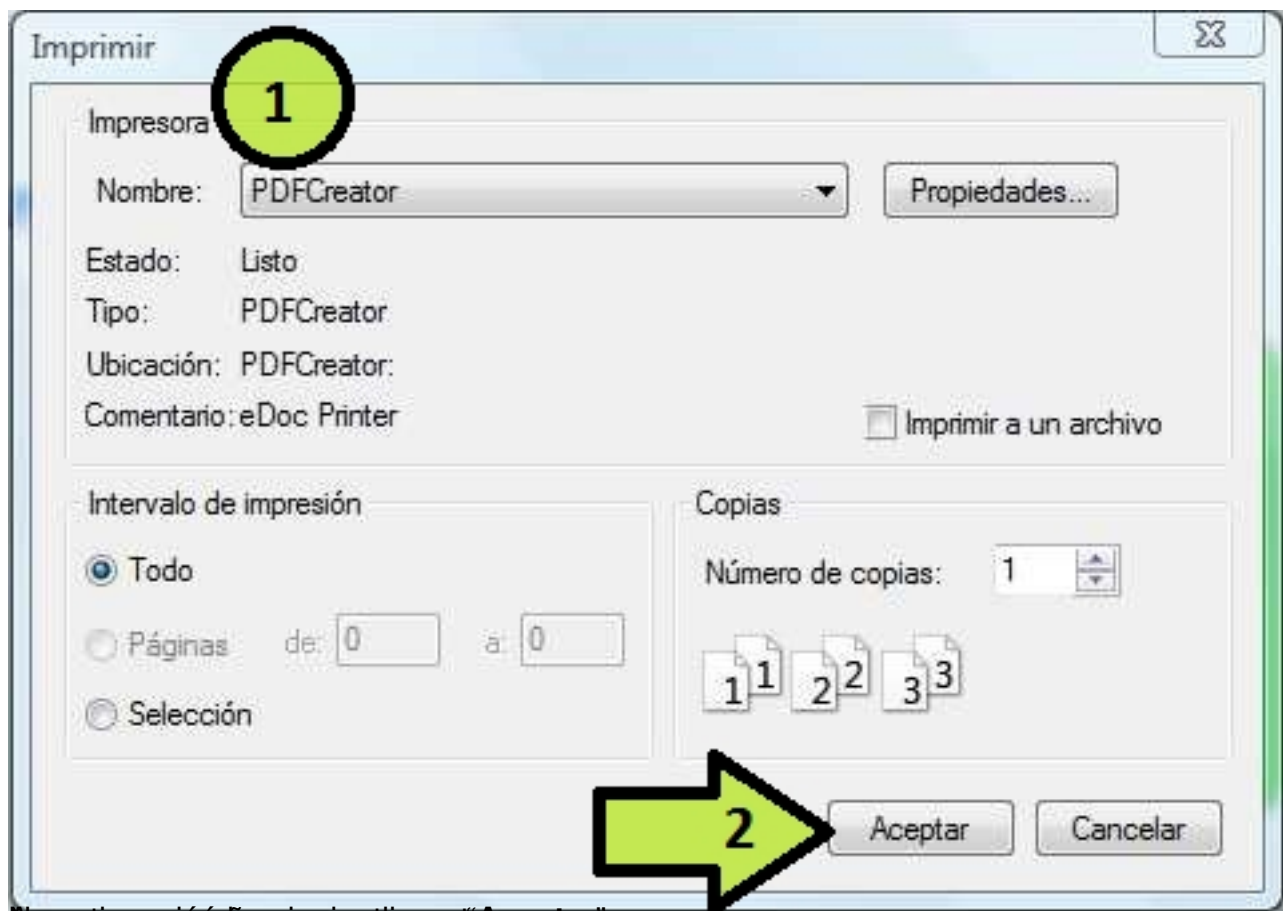 Imprimir
1
Impresora
Nombre: PDFCreator Propiedades...
Estado: Listo
Tipo: PDFCreator
Ubicación: PDFCreator:
Comentario: eDoc Printer
Imprimir a un archivo
Intervalo de impresión
Todo
Páginas de: 0 a: 0
Selección
Copias
Número de copias: 1
1 1 2 2 3 3
2
Aceptar Cancelar